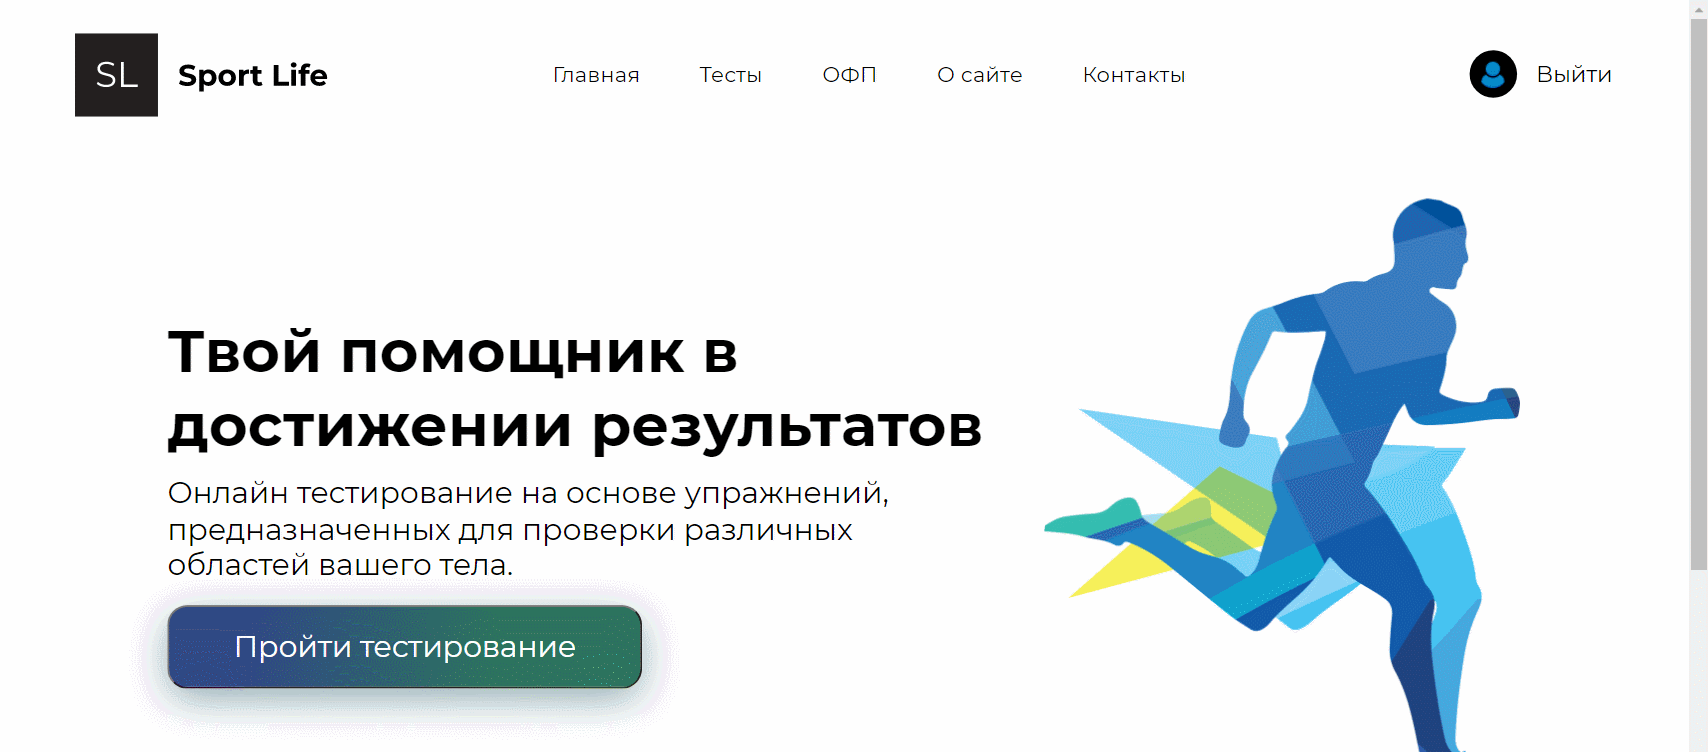 SL
Sport Life
Главная
Тесты
ОФП
О сайте
Контакты
Выйти
Твой помощник в
достижении результатов
Онлайн тестирование на основе упражнений,
предназначенных для проверки различных
областей вашего тела.
Пройти тестирование